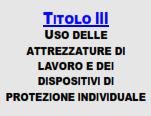 TITOLO III
USO DELLE
ATTREZZATURE DI
LAVORO E DEI
DISPOSITIVI DI
PROTEZIONE INDIVIDUALE